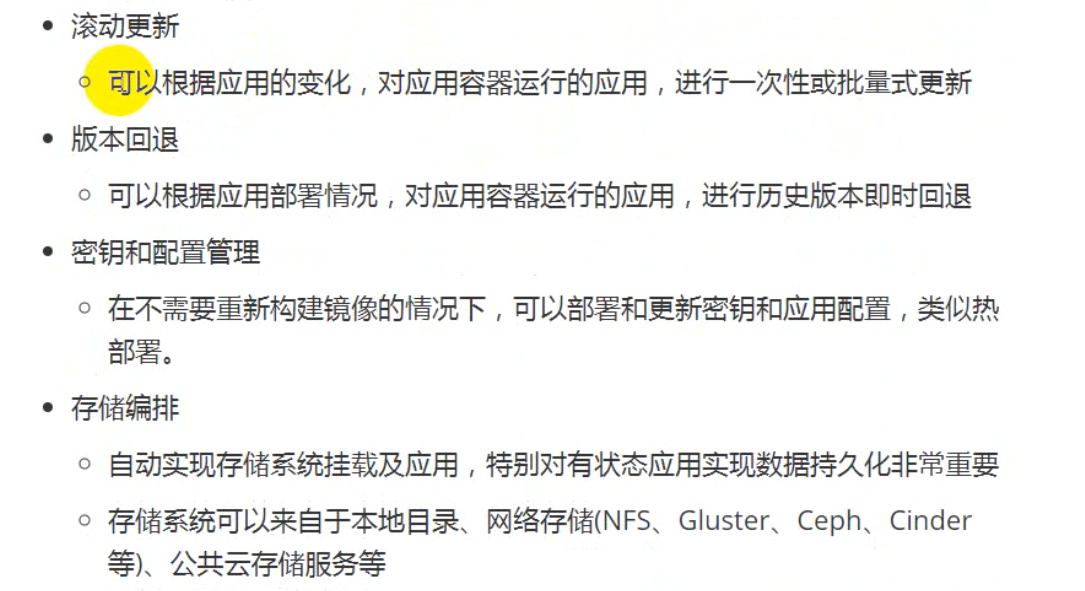 滚动更新
可以根据应用的变化，对应用容器运行的应用，进行一次性或批量式更新
版本回退
可以根据应用部署情况，对应用容器运行的应用，进行历史版本即时回退
密钥和配置管理
在不需要重新构建镜像的情况下，可以部署和更新密钥和应用配置，类似热
部署。
存储编排
自动实现存储系统挂载及应用，特别对有状态应用实现数据持久化非常重要
存储系统可以来自于本地目录、网络存储(NFS、Gluster、Ceph、Cinder
等)、公共云存储服务等